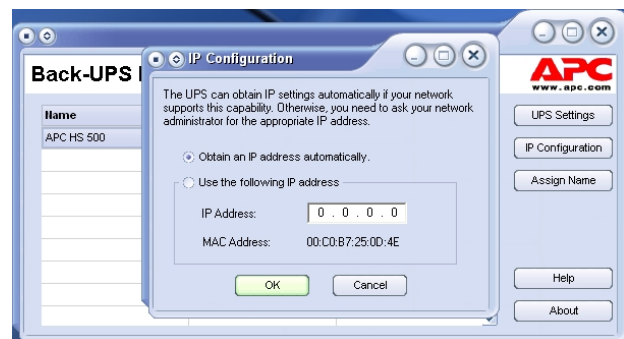 IP Configuration
Back-UPS
APC
www.apc.com
The UPS can obtain IP settings automatically if your network
supports this capability. Otherwise, you need to ask your network
administrator for the appropriate IP address.
Name
UPS Settings
APC HS 500
IP Configuration
Obtain an IP address automatically.
Assign Name
Use the following IP address
IP Address: 0 . 0 . 0 . 0
MAC Address: 00:C0:B7:25:0D:4E
OK
Cancel
Help
About